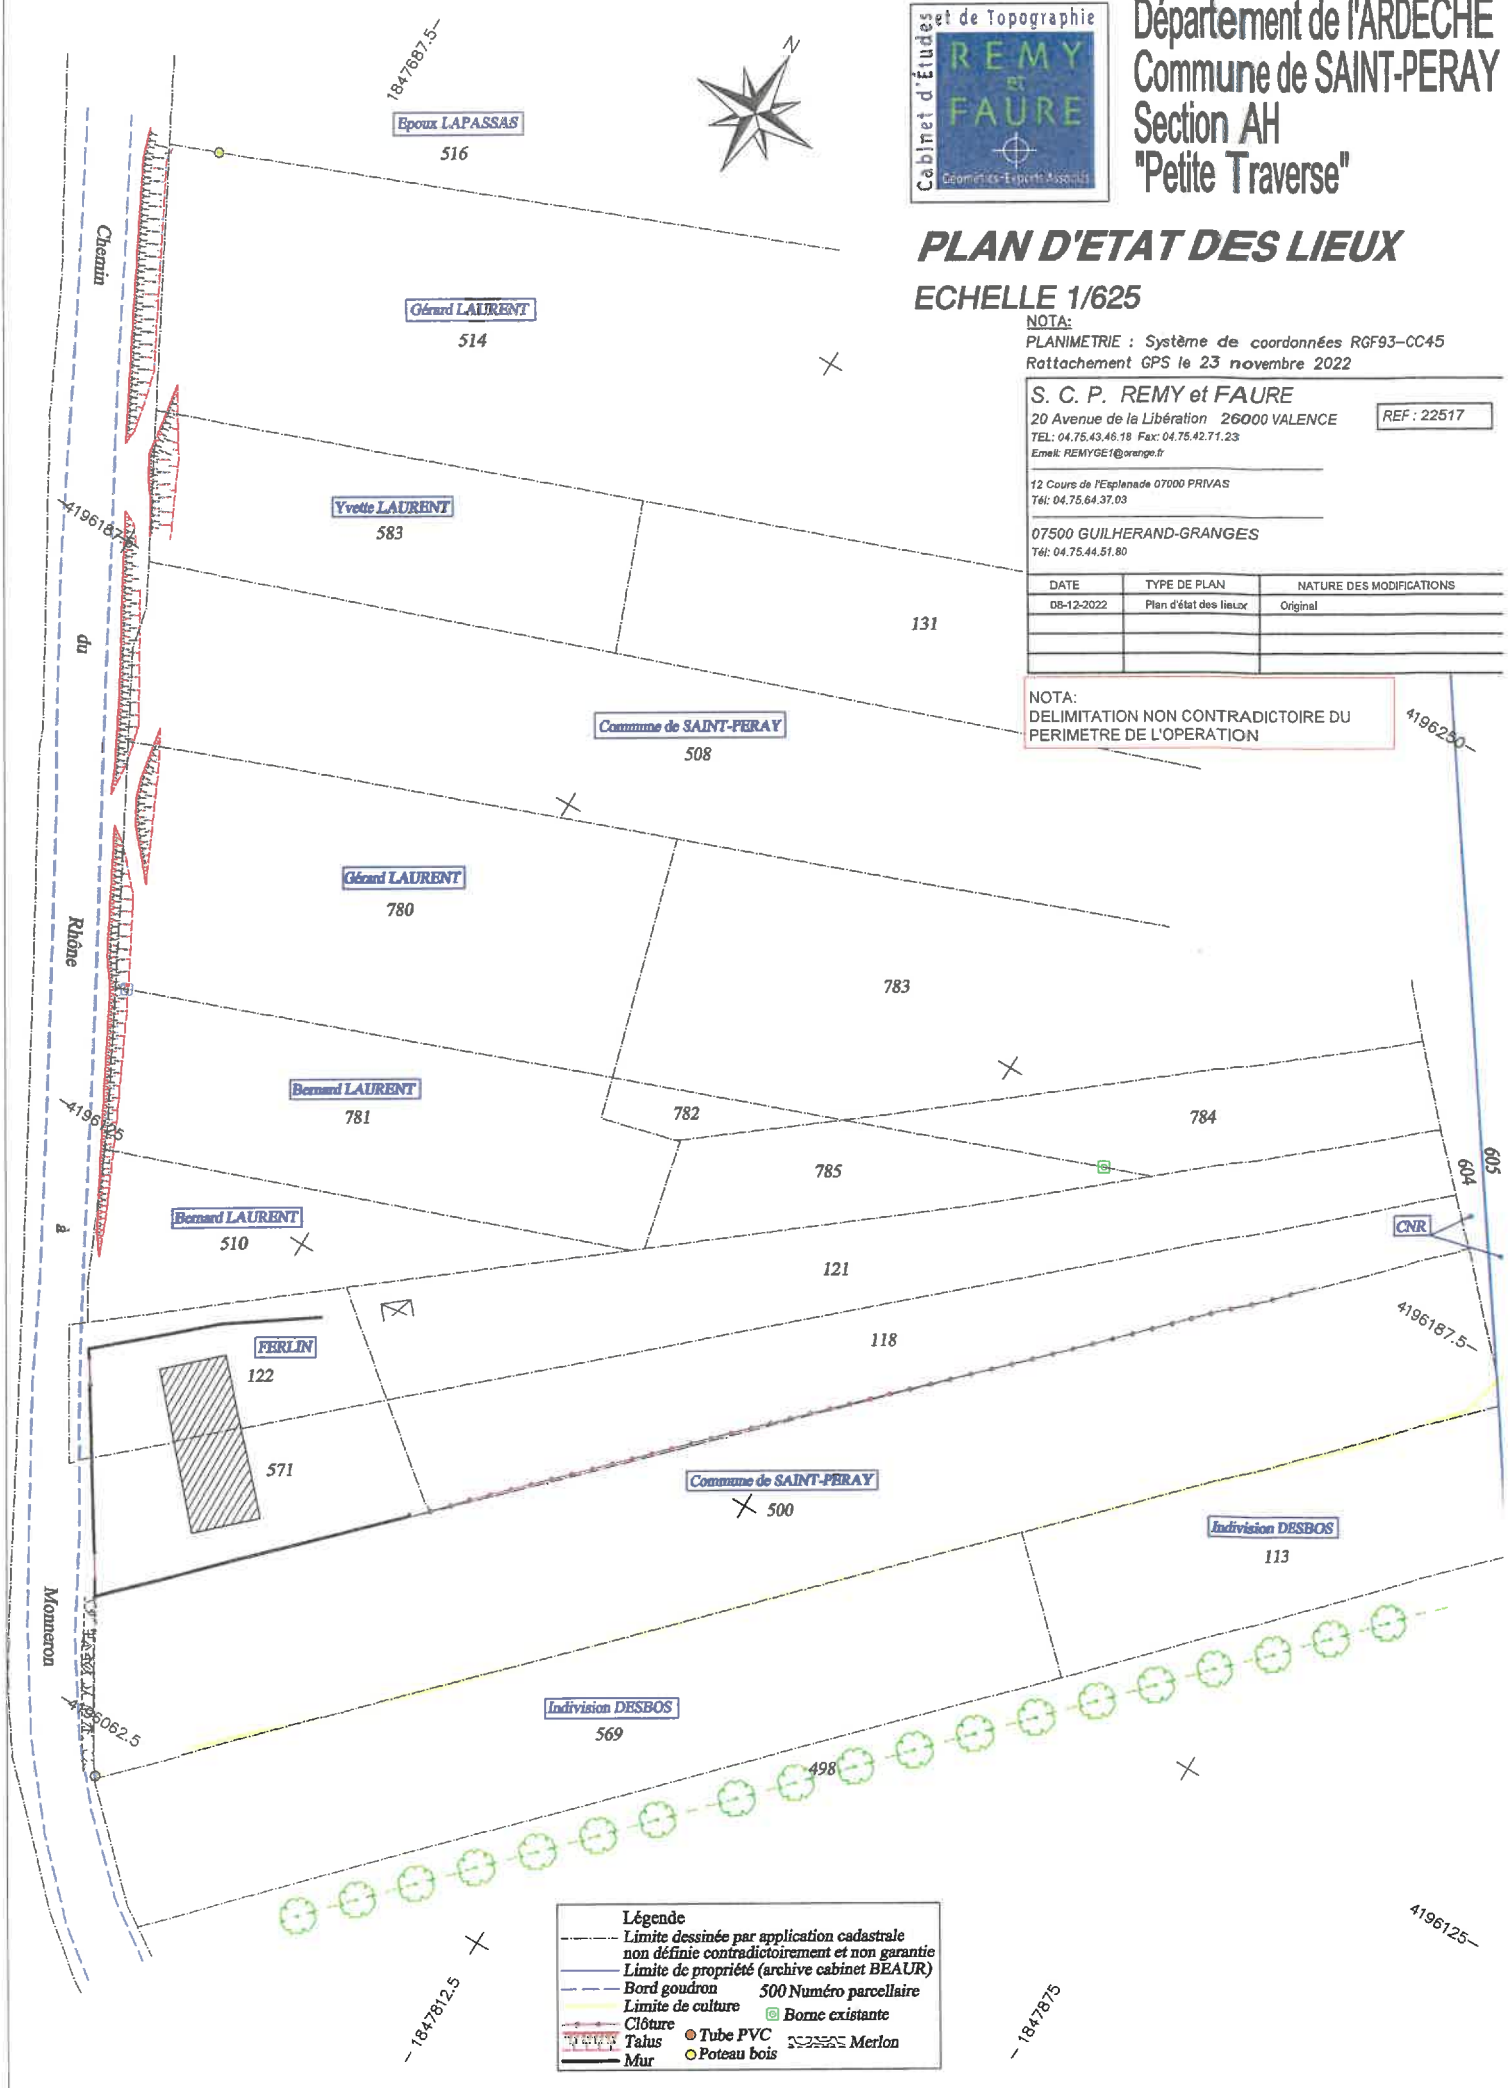 Cabinet d'Études
et de Topographie
REMY
et
FAURE
Géomètres-Experts Associés
Département de l'ARDECHE
Commune de SAINT-PERAY
Section AH
"Petite Traverse"
PLAN D'ETAT DES LIEUX
ECHELLE 1/625
NOTA:
PLANIMETRIE : Système de coordonnées RGF93-CC45
Rattachement GPS le 23 novembre 2022
S. C. P. REMY et FAURE
20 Avenue de la Libération 26000 VALENCE
REF : 22517
TEL: 04.75.43.46.18 Fax: 04.75.42.71.23
Email: REMYGE1@orange.fr
12 Cours de l'Esplanade 07000 PRIVAS
Tél: 04.75.64.37.03
07500 GUILHERAND-GRANGES
Tél: 04.75.44.51.80
DATE TYPE DE PLAN NATURE DES MODIFICATIONS
08-12-2022 Plan d'état des lieux Original
NOTA:
DELIMITATION NON CONTRADICTOIRE DU
PERIMETRE DE L'OPERATION
N
1847687.5
Epoux LAPASSAS
516
Chemin
Gérard LAURENT
514
4196187.5
Yvette LAURENT
583
131
du
Commune de SAINT-PERAY
508
4196250
Gérard LAURENT
780
Rhône
783
Bernard LAURENT
781
782
784
4196125
785
604
605
Bernard LAURENT
510
à
CNR
121
118
4196187.5
FERLIN
122
571
Commune de SAINT-PERAY
500
Indivision DESBOS
113
Monneron
4196062.5
Indivision DESBOS
569
498
4196125
1847812.5
1847875
Légende
Limite dessinée par application cadastrale
non définie contradictoirement et non garantie
Limite de propriété (archive cabinet BEAUR)
Bord goudron 500 Numéro parcellaire
Limite de culture Borne existante
Clôture
Talus Tube PVC Merlon
Mur Poteau bois